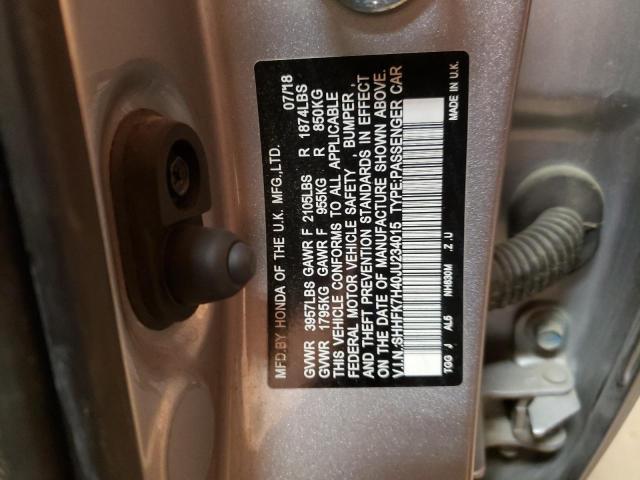 MFD.BY HONDA OF THE U.K. MFG.,LTD. 07/18
GVWR 3957LBS GAWR F 2105LBS R 1874LBS
GVWR 1795KG GAWR F 955KG R 850KG
THIS VEHICLE CONFORMS TO ALL APPLICABLE
FEDERAL MOTOR VEHICLE SAFETY , BUMPER ,
AND THEFT PREVENTION STANDARDS IN EFFECT
ON THE DATE OF MANUFACTURE SHOWN ABOVE.
V.I.N.:SHHFK7H40JU234015 TYPE:PASSENGER CAR
TGG J AL5 NH830M .Z.U MADE IN U.K.